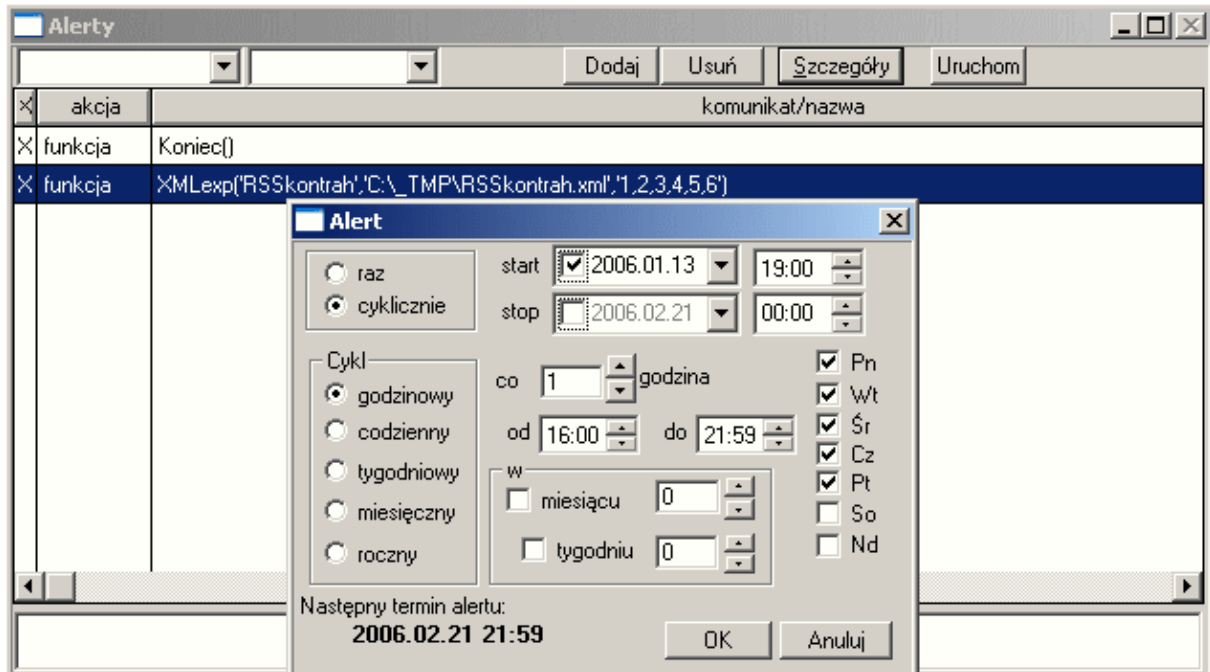 Alerty
Dodaj Usuń Szczegóły Uruchom
X akcja komunikat/nazwa
X funkcja Koniec()
X funkcja XMLexp('RSSkontrah','C:\_TMP\RSSkontrah.xml','1,2,3,4,5,6')
Alert
raz
cyklicznie
start 2006.01.13 19:00
stop 2006.02.21 00:00
Cykl
godzinowy
codzienny
tygodniowy
miesięczny
roczny
co 1 godzina
od 16:00 do 21:59
w
miesiącu 0
tygodniu 0
Pn
Wt
Śr
Cz
Pt
So
Nd
Następny termin alertu:
2006.02.21 21:59
OK Anuluj